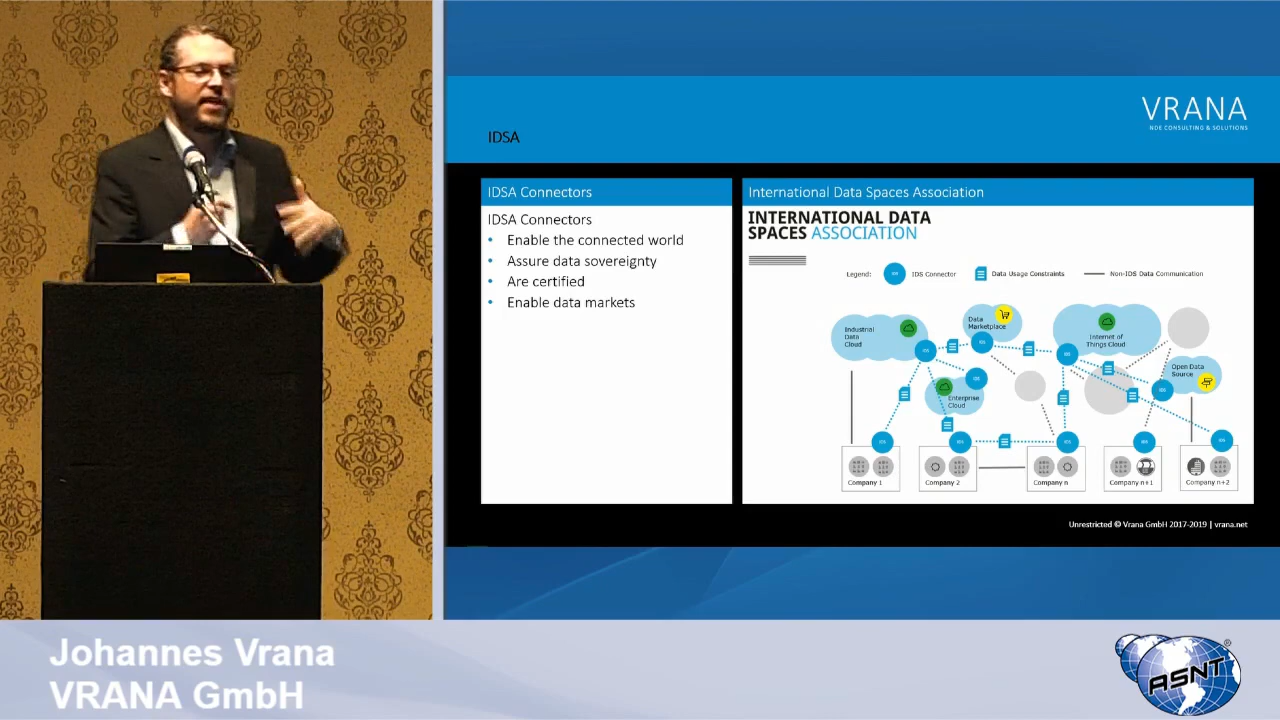 VRANA
NDE CONSULTING & SOLUTIONS
IDSA
IDSA Connectors
IDSA Connectors
• Enable the connected world
• Assure data sovereignty
• Are certified
• Enable data markets
International Data Spaces Association
INTERNATIONAL DATA
SPACES ASSOCIATION
Legend:
IDS Connector
Data Usage Constraints
Non-IDS Data Communication
Industrial
Data
Cloud
Data
Marketplace
Internet of
Things Cloud
Open Data
Source
Enterprise
Cloud
Company 1
Company 2
Company n
Company n+1
Company n+2
Unrestricted © Vrana GmbH 2017-2019 | vrana.net
Johannes Vrana
VRANA GmbH
ASNT